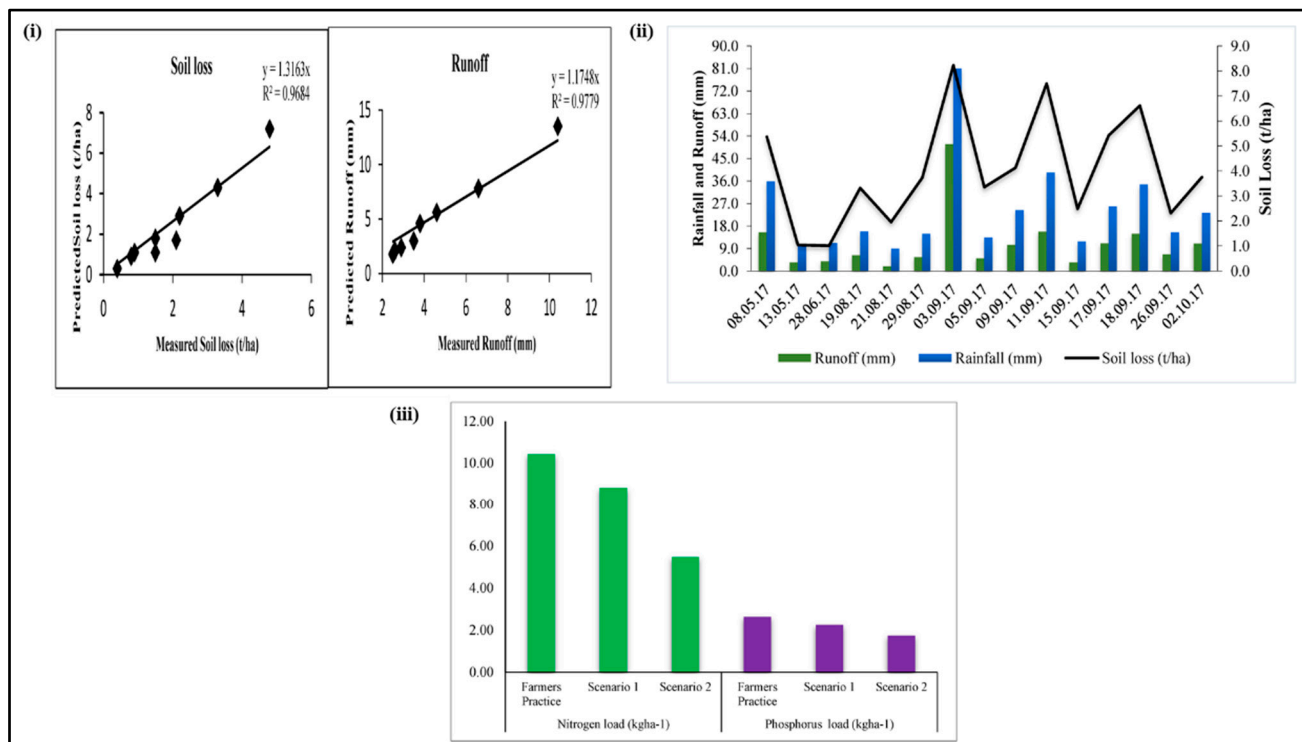 (i)
Soil loss
y = 1.3163x
R² = 0.9684
8
6
4
2
0
0
2
4
6
PredictedSoil loss (t/ha)
Measured Soil loss (t/ha)
Runoff
y = 1.1748x
R² = 0.9779
15
10
5
0
2
4
6
8
10
12
Predicted Runoff (mm)
Measured Runoff (mm)
(ii)
90.0
81.0
72.0
63.0
54.0
45.0
36.0
27.0
18.0
9.0
0.0
Rainfall and Runoff (mm)
9.0
8.0
7.0
6.0
5.0
4.0
3.0
2.0
1.0
0.0
Soil Loss (t/ha)
08.05.17
13.05.17
28.06.17
19.08.17
21.08.17
29.08.17
03.09.17
05.09.17
09.09.17
11.09.17
15.09.17
17.09.17
18.09.17
26.09.17
02.10.17
Runoff (mm)
Rainfall (mm)
Soil loss (t/ha)
(iii)
12.00
10.00
8.00
6.00
4.00
2.00
0.00
Farmers
Practice
Scenario 1
Scenario 2
Farmers
Practice
Scenario 1
Scenario 2
Nitrogen load (kgha-1)
Phosphorus load (kgha-1)